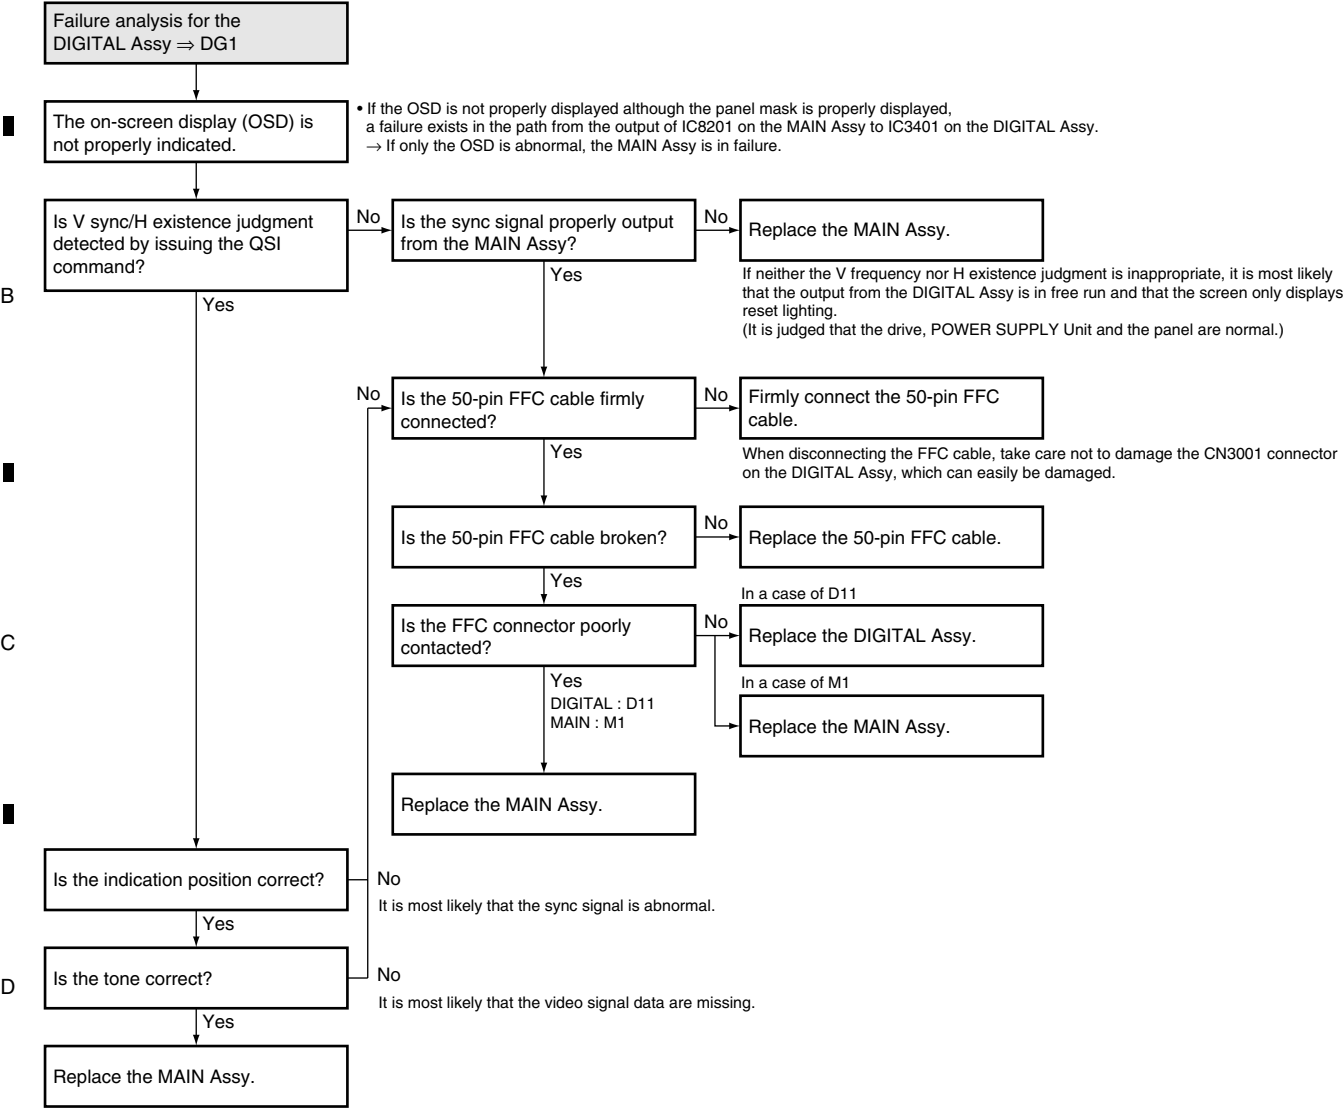 Failure analysis for the
DIGITAL Assy ⇒ DG1
The on-screen display (OSD) is
not properly indicated.
• If the OSD is not properly displayed although the panel mask is properly displayed,
a failure exists in the path from the output of IC8201 on the MAIN Assy to IC3401 on the DIGITAL Assy.
→ If only the OSD is abnormal, the MAIN Assy is in failure.
Is V sync/H existence judgment
detected by issuing the QSI
command?
No
Is the sync signal properly output
from the MAIN Assy?
No
Replace the MAIN Assy.
Yes
Yes
If neither the V frequency nor H existence judgment is inappropriate, it is most likely
that the output from the DIGITAL Assy is in free run and that the screen only displays
reset lighting.
(It is judged that the drive, POWER SUPPLY Unit and the panel are normal.)
B
No
Is the 50-pin FFC cable firmly
connected?
No
Firmly connect the 50-pin FFC
cable.
Yes
When disconnecting the FFC cable, take care not to damage the CN3001 connector
on the DIGITAL Assy, which can easily be damaged.
Is the 50-pin FFC cable broken?
No
Replace the 50-pin FFC cable.
Yes
In a case of D11
Is the FFC connector poorly
contacted?
No
Replace the DIGITAL Assy.
C
Yes
DIGITAL : D11
MAIN : M1
In a case of M1
Replace the MAIN Assy.
Replace the MAIN Assy.
Is the indication position correct?
No
It is most likely that the sync signal is abnormal.
Yes
Is the tone correct?
No
It is most likely that the video signal data are missing.
D
Yes
Replace the MAIN Assy.